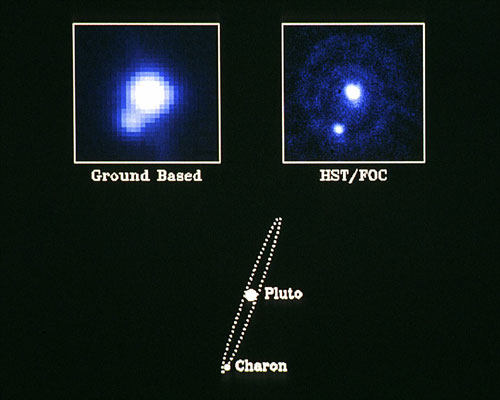 Ground Based
HST/FOC
Pluto
Charon